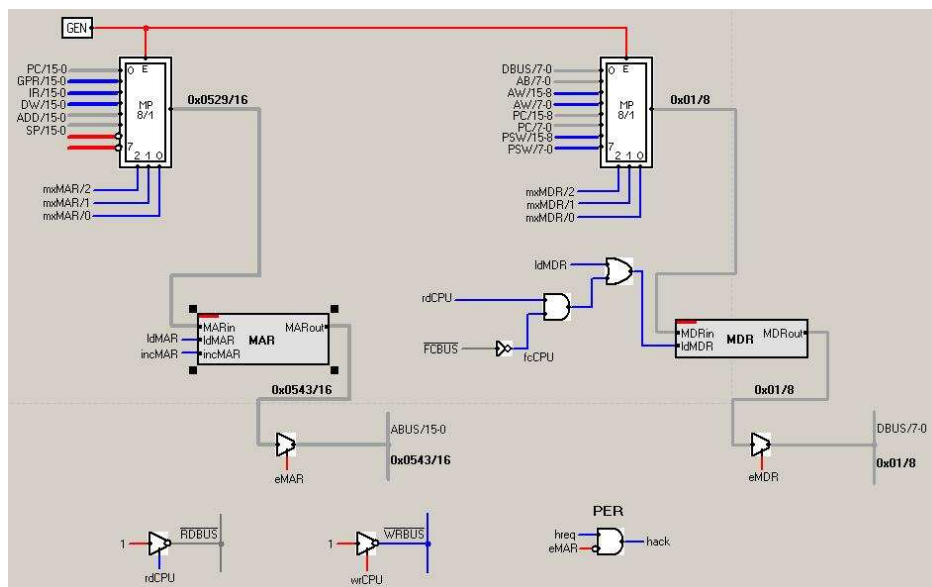 GEN
PC/15-0
GPR/15-0
IR/15-0
DW/15-0
ADD/15-0
SP/15-0
0 E
MP
8/1
7
2 1 0
0x0529/16
mxMAR/2
mxMAR/1
mxMAR/0
DBUS/7-0
AB/7-0
AW/15-8
AW/7-0
PC/15-8
PC/7-0
PSW/15-8
PSW/7-0
0 E
MP
8/1
7
2 1 0
0x01/8
mxMDR/2
mxMDR/1
mxMDR/0
ldMDR
rdCPU
FCBUS
fcCPU
MARin
MARout
ldMAR
ldMAR
MAR
incMAR
incMAR
MDRin
MDRout
ldMDR
MDR
0x0543/16
0x01/8
ABUS/15-0
0x0543/16
eMAR
DBUS/7-0
0x01/8
eMDR
1
RDBUS
rdCPU
1
WRBUS
wrCPU
PER
hreq
eMAR
hack